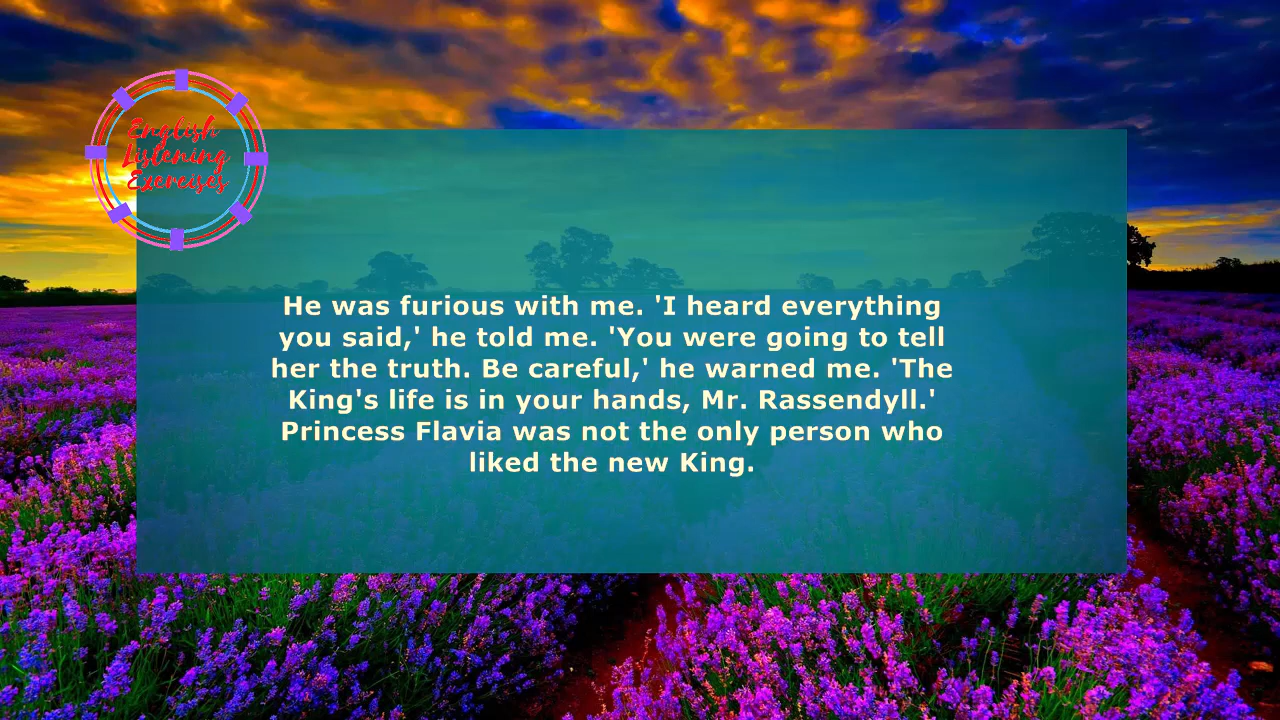 English
Listening
Exercises
He was furious with me. 'I heard everything
you said,' he told me. 'You were going to tell
her the truth. Be careful,' he warned me. 'The
King's life is in your hands, Mr. Rassendyll.'
Princess Flavia was not the only person who
liked the new King.